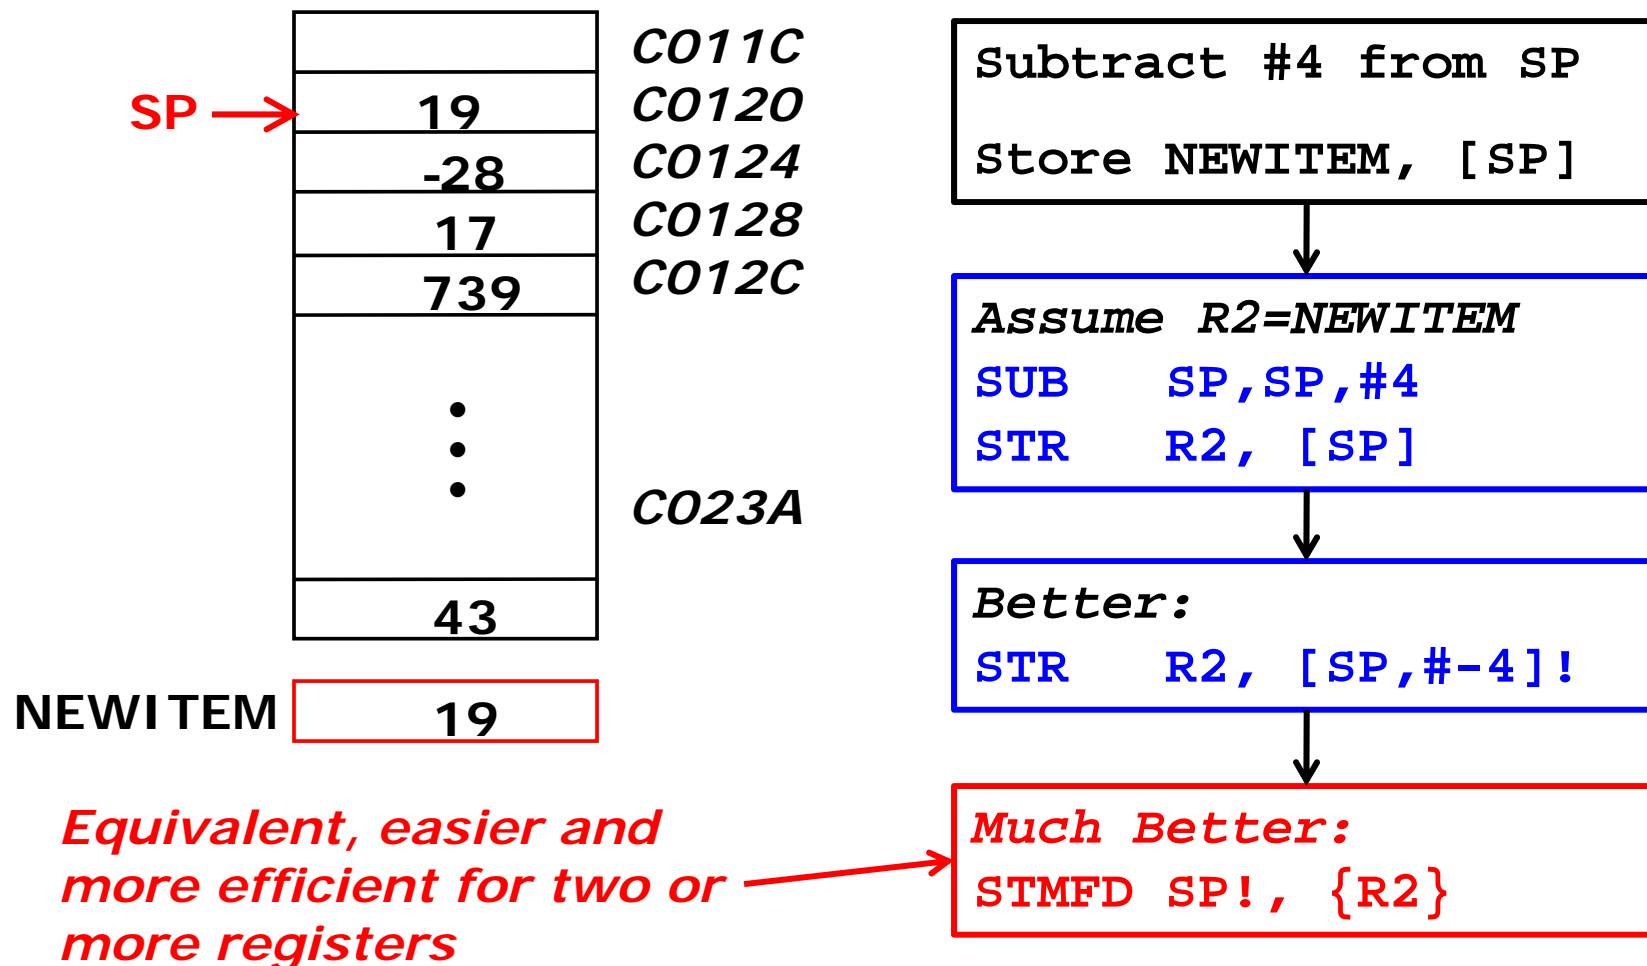 C011C
SP
19
C0120
-28
C0124
17
C0128
739
C012C
C023A
43
NEWITEM
19
Equivalent, easier and
more efficient for two or
more registers
Subtract #4 from SP
Store NEWITEM, [SP]
Assume R2=NEWITEM
SUB SP,SP,#4
STR R2, [SP]
Better:
STR R2, [SP,#-4]!
Much Better:
STMFD SP!, {R2}